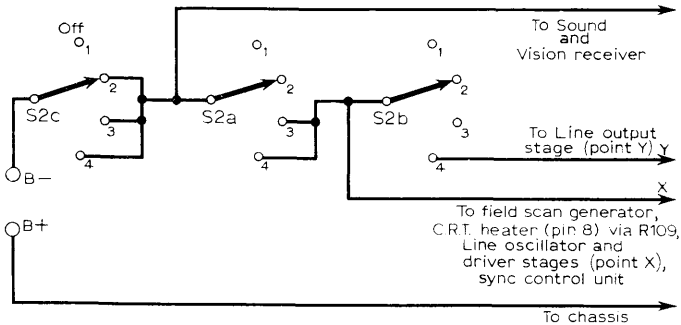 Off
1
2
3
4
S2c
B-
B+
1
2
3
4
S2a
1
2
3
4
S2b
To Sound
and
Vision receiver
To Line output
stage (point Y) Y
X
To field scan generator,
C.R.T. heater (pin 8) via R109,
Line oscillator and
driver stages (point X),
sync control unit
To chassis